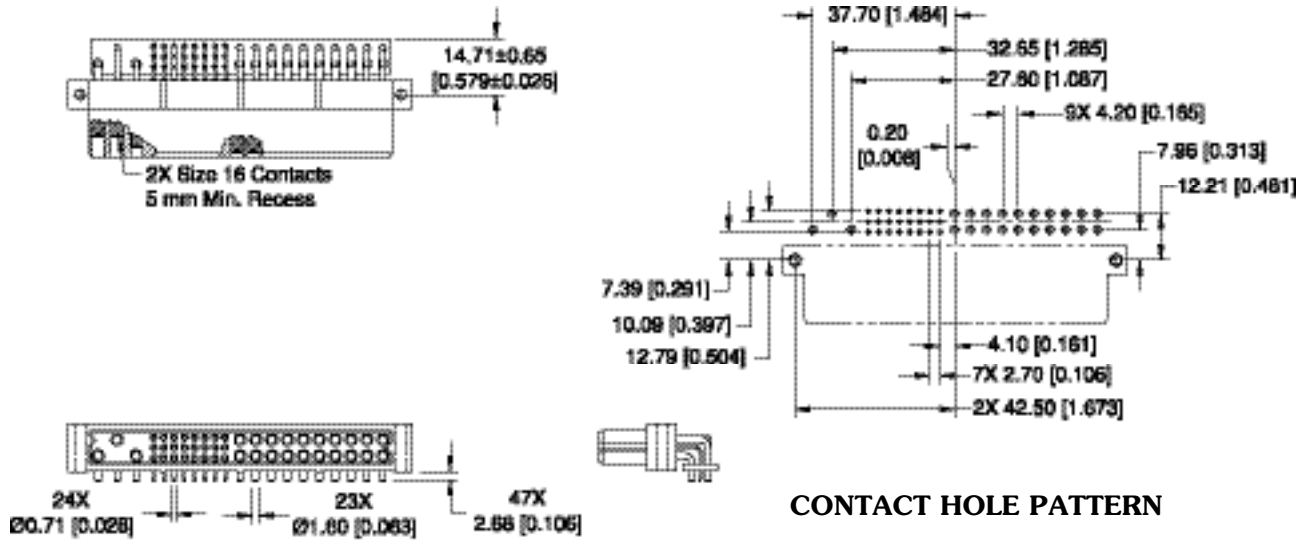 14.71±0.65
[0.579±0.026]
2X Size 16 Contacts
5 mm Min. Recess
37.70 [1.484]
32.65 [1.285]
27.60 [1.087]
9X 4.20 [0.165]
0.20
[0.008]
7.96 [0.313]
12.21 [0.481]
7.39 [0.291]
10.09 [0.397]
12.79 [0.504]
4.10 [0.161]
7X 2.70 [0.106]
2X 42.50 [1.673]
24X
Ø0.71 [0.028]
23X
Ø1.60 [0.063]
47X
2.68 [0.106]
CONTACT HOLE PATTERN